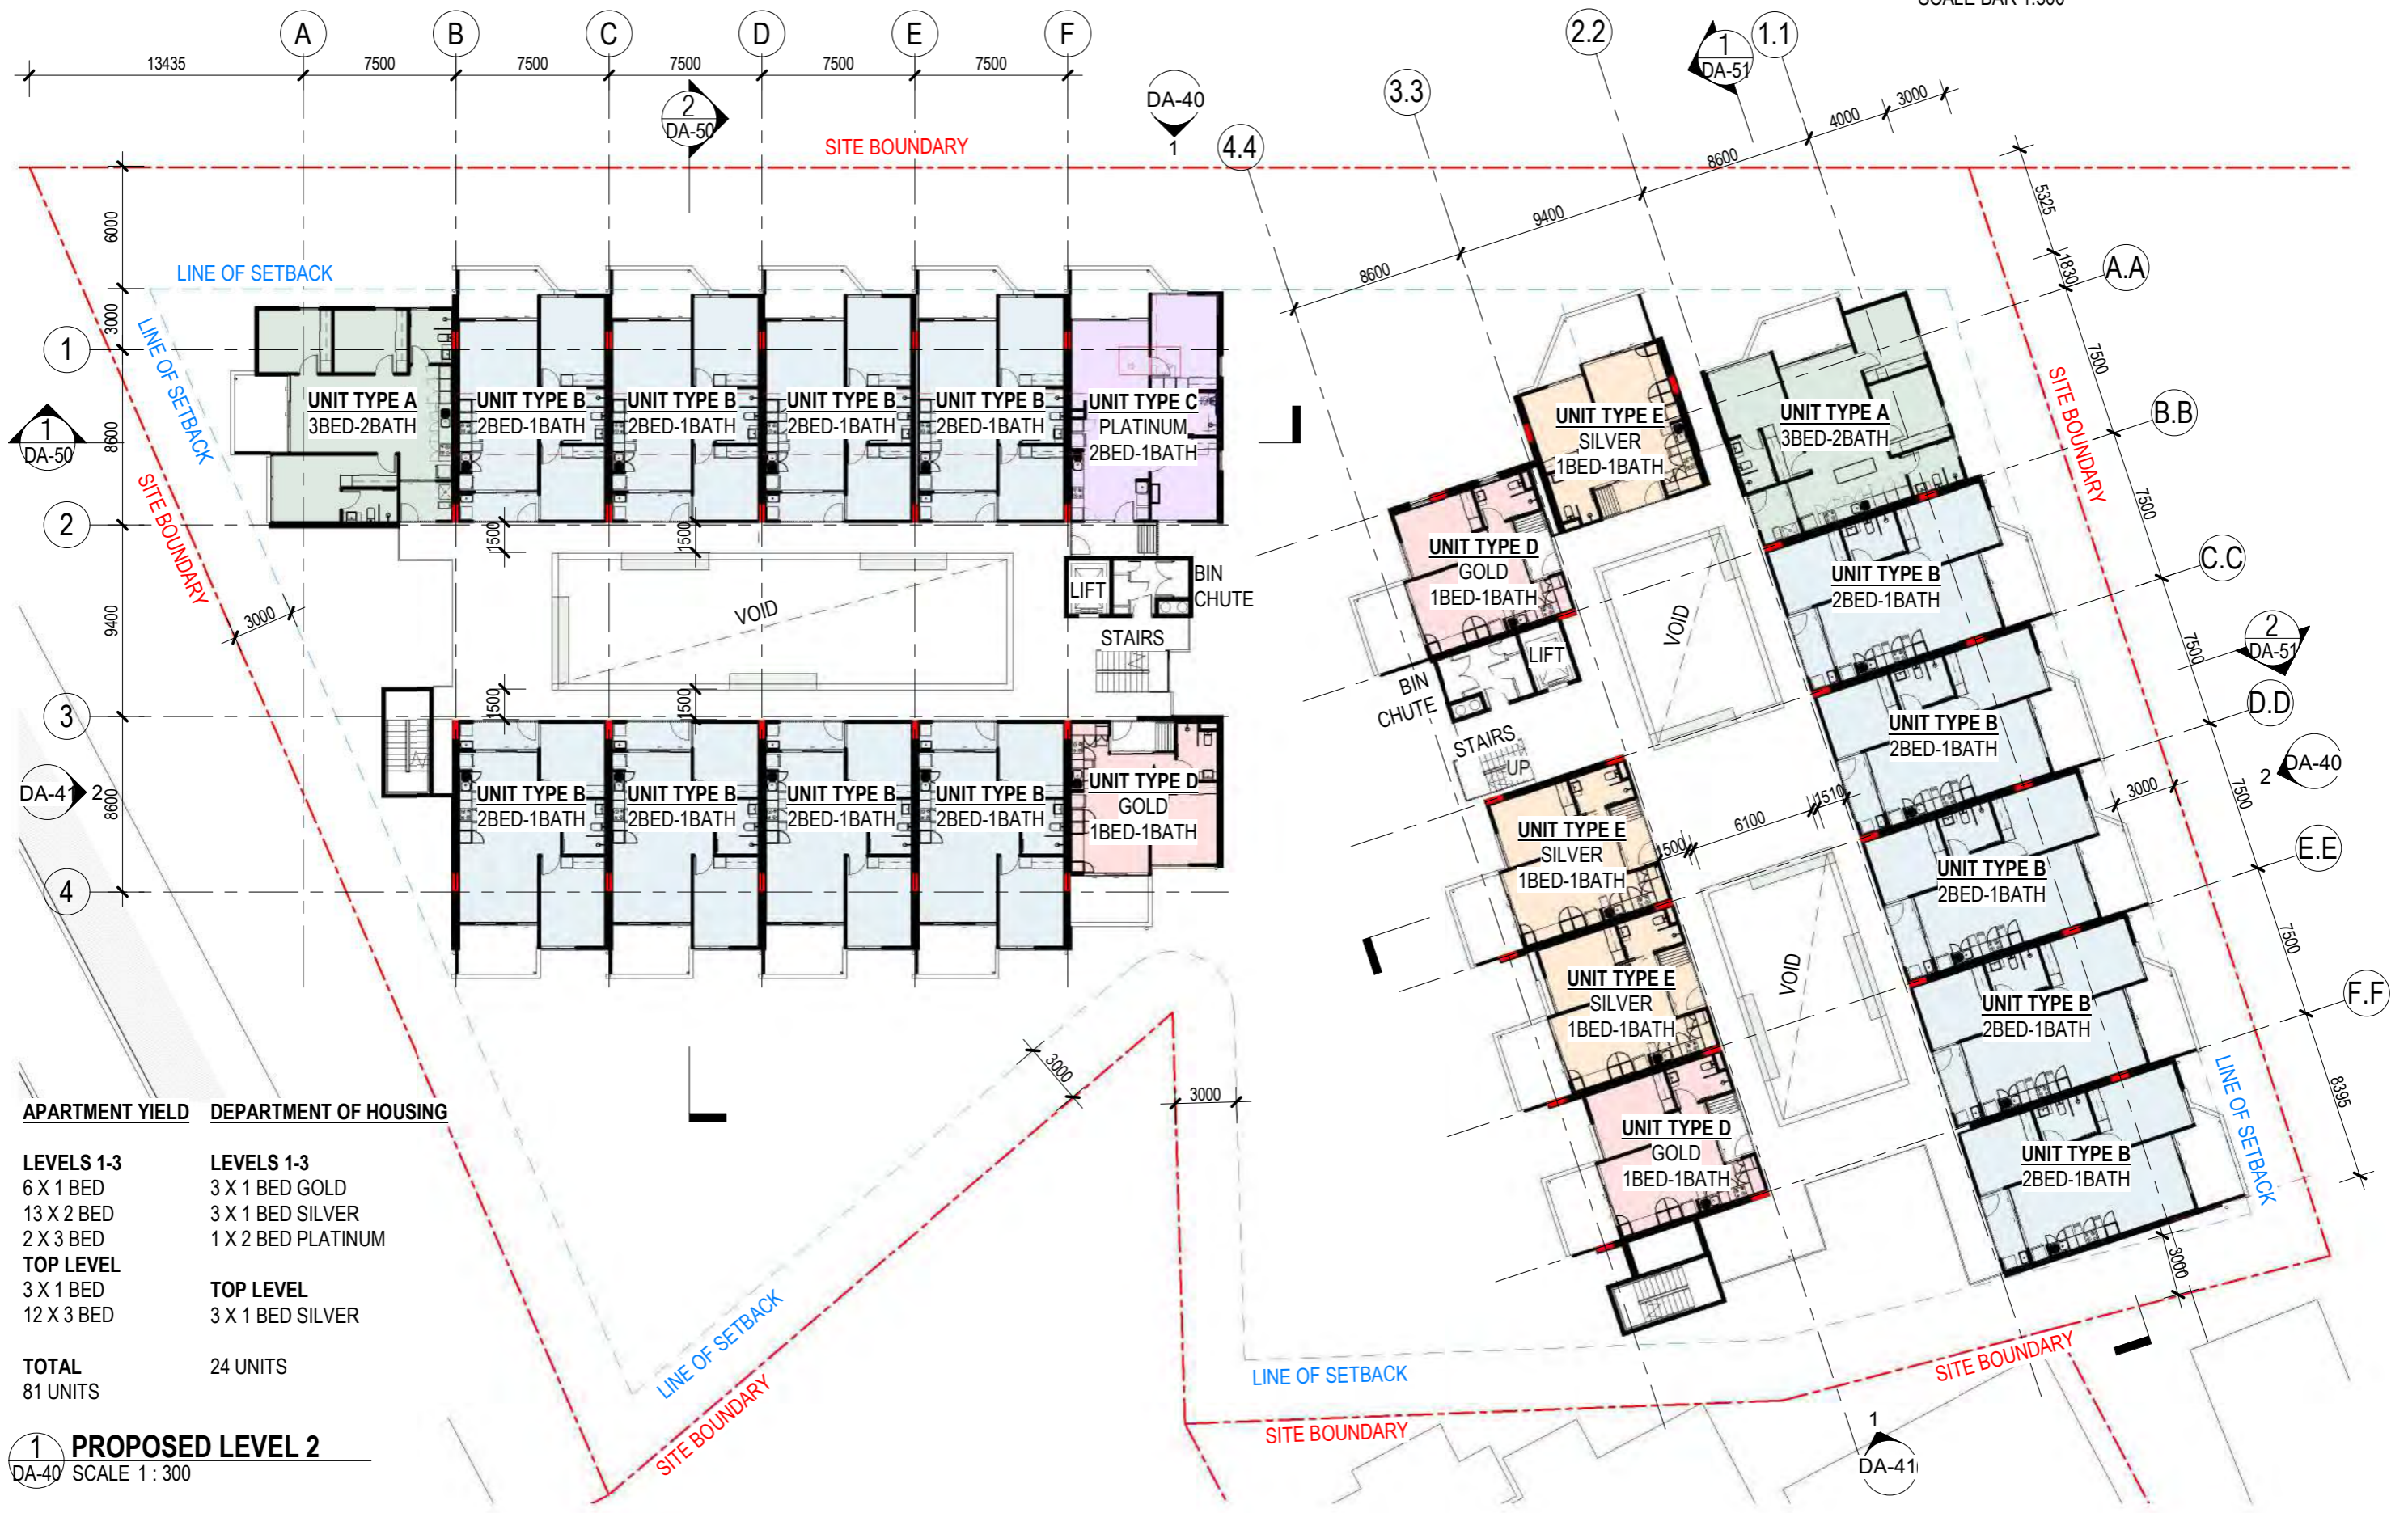 SCALE BAR 1:300
A
B
C
D
E
F
2.2
1
DA-51
1.1
13435
7500
7500
7500
7500
7500
2
DA-50
DA-40
1
3.3
4.4
4000
3000
8600
9400
8600
SITE BOUNDARY
5325
1830
A.A
6000
3000
LINE OF SETBACK
LINE OF SETBACK
1
7500
SITE BOUNDARY
B.B
UNIT TYPE A
3BED-2BATH
UNIT TYPE B
2BED-1BATH
UNIT TYPE B
2BED-1BATH
UNIT TYPE B
2BED-1BATH
UNIT TYPE B
2BED-1BATH
UNIT TYPE C
PLATINUM
2BED-1BATH
UNIT TYPE E
SILVER
1BED-1BATH
UNIT TYPE A
3BED-2BATH
1
DA-50
8600
SITE BOUNDARY
2
1500
1500
7500
UNIT TYPE D
GOLD
1BED-1BATH
UNIT TYPE B
2BED-1BATH
C.C
LIFT
BIN
CHUTE
VOID
STAIRS
9400
3000
VOID
LIFT
BIN
CHUTE
7500
2
DA-51
D.D
3
1500
1500
STAIRS
UP
UNIT TYPE B
2BED-1BATH
DA-41
2
8600
UNIT TYPE B
2BED-1BATH
UNIT TYPE B
2BED-1BATH
UNIT TYPE B
2BED-1BATH
UNIT TYPE B
2BED-1BATH
UNIT TYPE D
GOLD
1BED-1BATH
UNIT TYPE E
SILVER
1BED-1BATH
1500
6100
1510
3000
7500
2
DA-40
E.E
UNIT TYPE B
2BED-1BATH
4
UNIT TYPE E
SILVER
1BED-1BATH
VOID
7500
UNIT TYPE B
2BED-1BATH
F.F
3000
3000
LINE OF SETBACK
8395
UNIT TYPE D
GOLD
1BED-1BATH
UNIT TYPE B
2BED-1BATH
3000
APARTMENT YIELD
LEVELS 1-3
6 X 1 BED
13 X 2 BED
2 X 3 BED
TOP LEVEL
3 X 1 BED
12 X 3 BED
TOTAL
81 UNITS
DEPARTMENT OF HOUSING
LEVELS 1-3
3 X 1 BED GOLD
3 X 1 BED SILVER
1 X 2 BED PLATINUM
TOP LEVEL
3 X 1 BED SILVER
24 UNITS
LINE OF SETBACK
SITE BOUNDARY
LINE OF SETBACK
SITE BOUNDARY
SITE BOUNDARY
1
DA-41
1
DA-40
PROPOSED LEVEL 2
SCALE 1 : 300